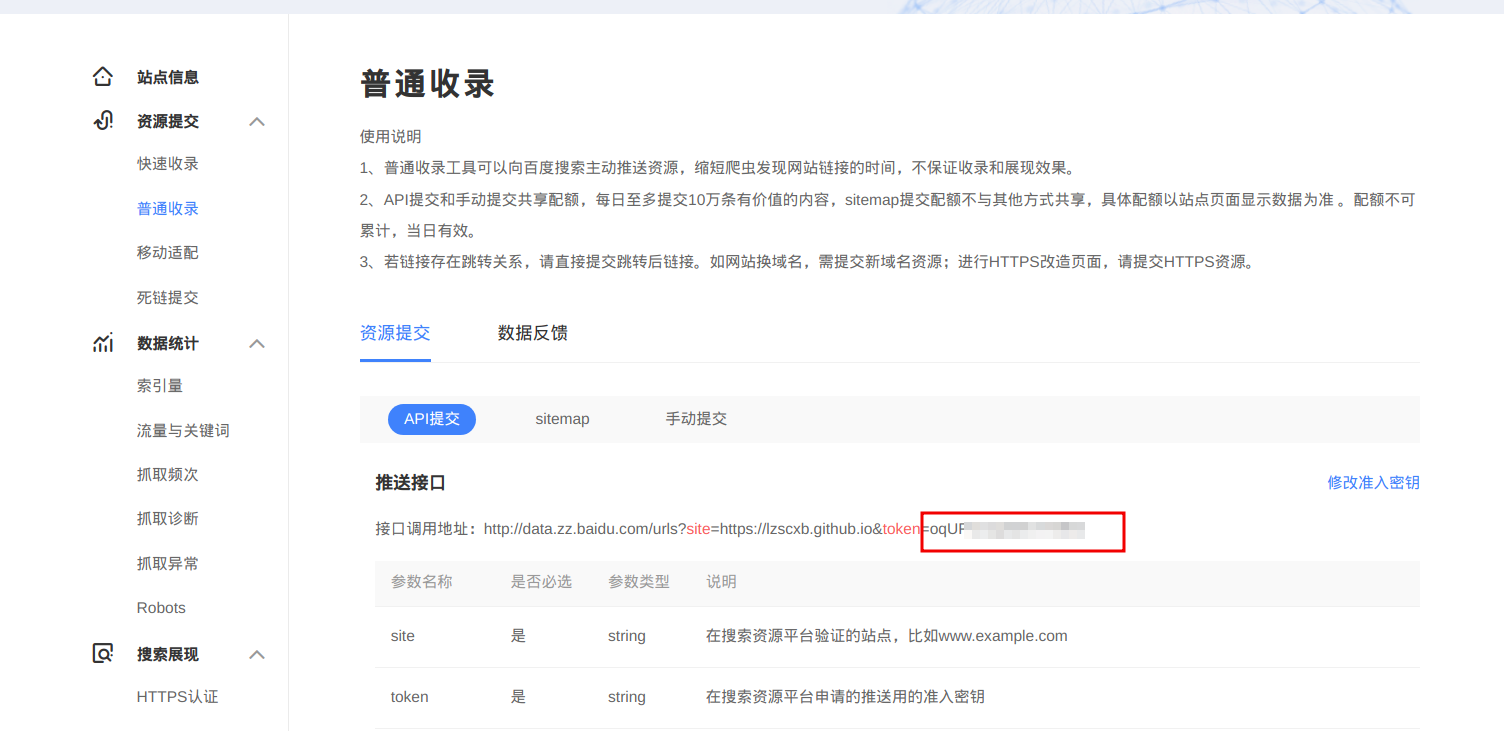 站点信息
资源提交
快速收录
普通收录
移动适配
死链提交
数据统计
索引量
流量与关键词
抓取频次
抓取诊断
抓取异常
Robots
搜索展现
HTTPS认证
普通收录
使用说明
1、普通收录工具可以向百度搜索主动推送资源，缩短爬虫发现网站链接的时间，不保证收录和展现效果。
2、API提交和手动提交共享配额，每日至多提交10万条有价值的内容，sitemap提交配额不与其他方式共享，具体配额以站点页面显示数据为准 。配额不可
累计，当日有效。
3、若链接存在跳转关系，请直接提交跳转后链接。如网站换域名，需提交新域名资源；进行HTTPS改造页面，请提交HTTPS资源。
资源提交 数据反馈
API提交 sitemap 手动提交
推送接口 修改准入密钥
接口调用地址：http://data.zz.baidu.com/urls?site=https://lzscxb.github.io&token=oqU
参数名称 是否必选 参数类型 说明
site 是 string 在搜索资源平台验证的站点，比如www.example.com
token 是 string 在搜索资源平台申请的推送用的准入密钥